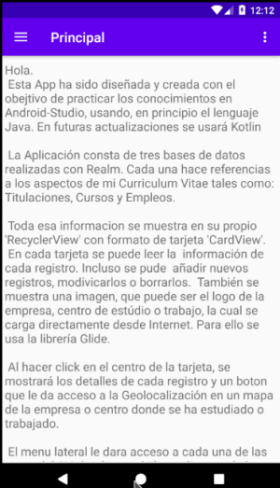 12:12
Principal
Hola.
Esta App ha sido diseñada y creada con el
obejtivo de practicar los conocimientos en
Android-Studio, usando, en principio el lenguaje
Java. En futuras actualizaciones se usará Kotlin
La Aplicación consta de tres bases de datos
realizadas con Realm. Cada una hace referencias
a los aspectos de mi Curriculum Vitae tales como:
Titulaciones, Cursos y Empleos.
Toda esa informacion se muestra en su propio
'RecyclerView' con formato de tarjeta 'CardView'.
En cada tarjeta se puede leer la información de
cada registro. Incluso se pude añadir nuevos
registros, modivicarlos o borrarlos. También se
muestra una imagen, que puede ser el logo de la
empresa, centro de estúdio o trabajo, la cual se
carga directamente desde Internet. Para ello se
usa la librería Glide.
Al hacer click en el centro de la tarjeta, se
mostrará los detalles de cada registro y un boton
que le da acceso a la Geolocalización en un mapa
de la empresa o centro donde se ha estudiado o
trabajado.
El menu lateral le dara acceso a cada una de las